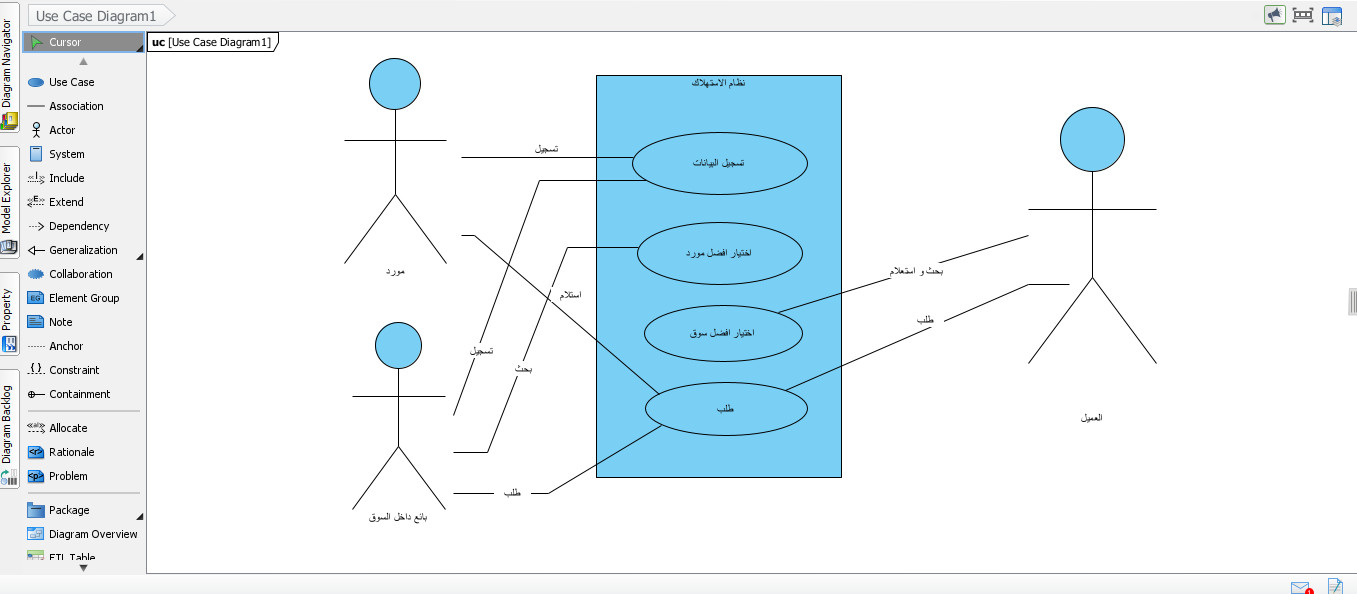 Use Case Diagram1
Diagram Navigator
Model Explorer
Property
Diagram Backlog
Cursor
Use Case
Association
Actor
System
Include
Extend
Dependency
Generalization
Collaboration
Element Group
Note
Anchor
Constraint
Containment
Allocate
Rationale
Problem
Package
Diagram Overview
ETL Table
uc [Use Case Diagram1]
نظام الاستهلاك
تسجيل
تسجيل البيانات
اختيار افضل مورد
مورد
بحث و استعلام
استلام
طلب
اختيار افضل سوق
تسجيل
بحث
طلب
العميل
طلب
بائع داخل السوق